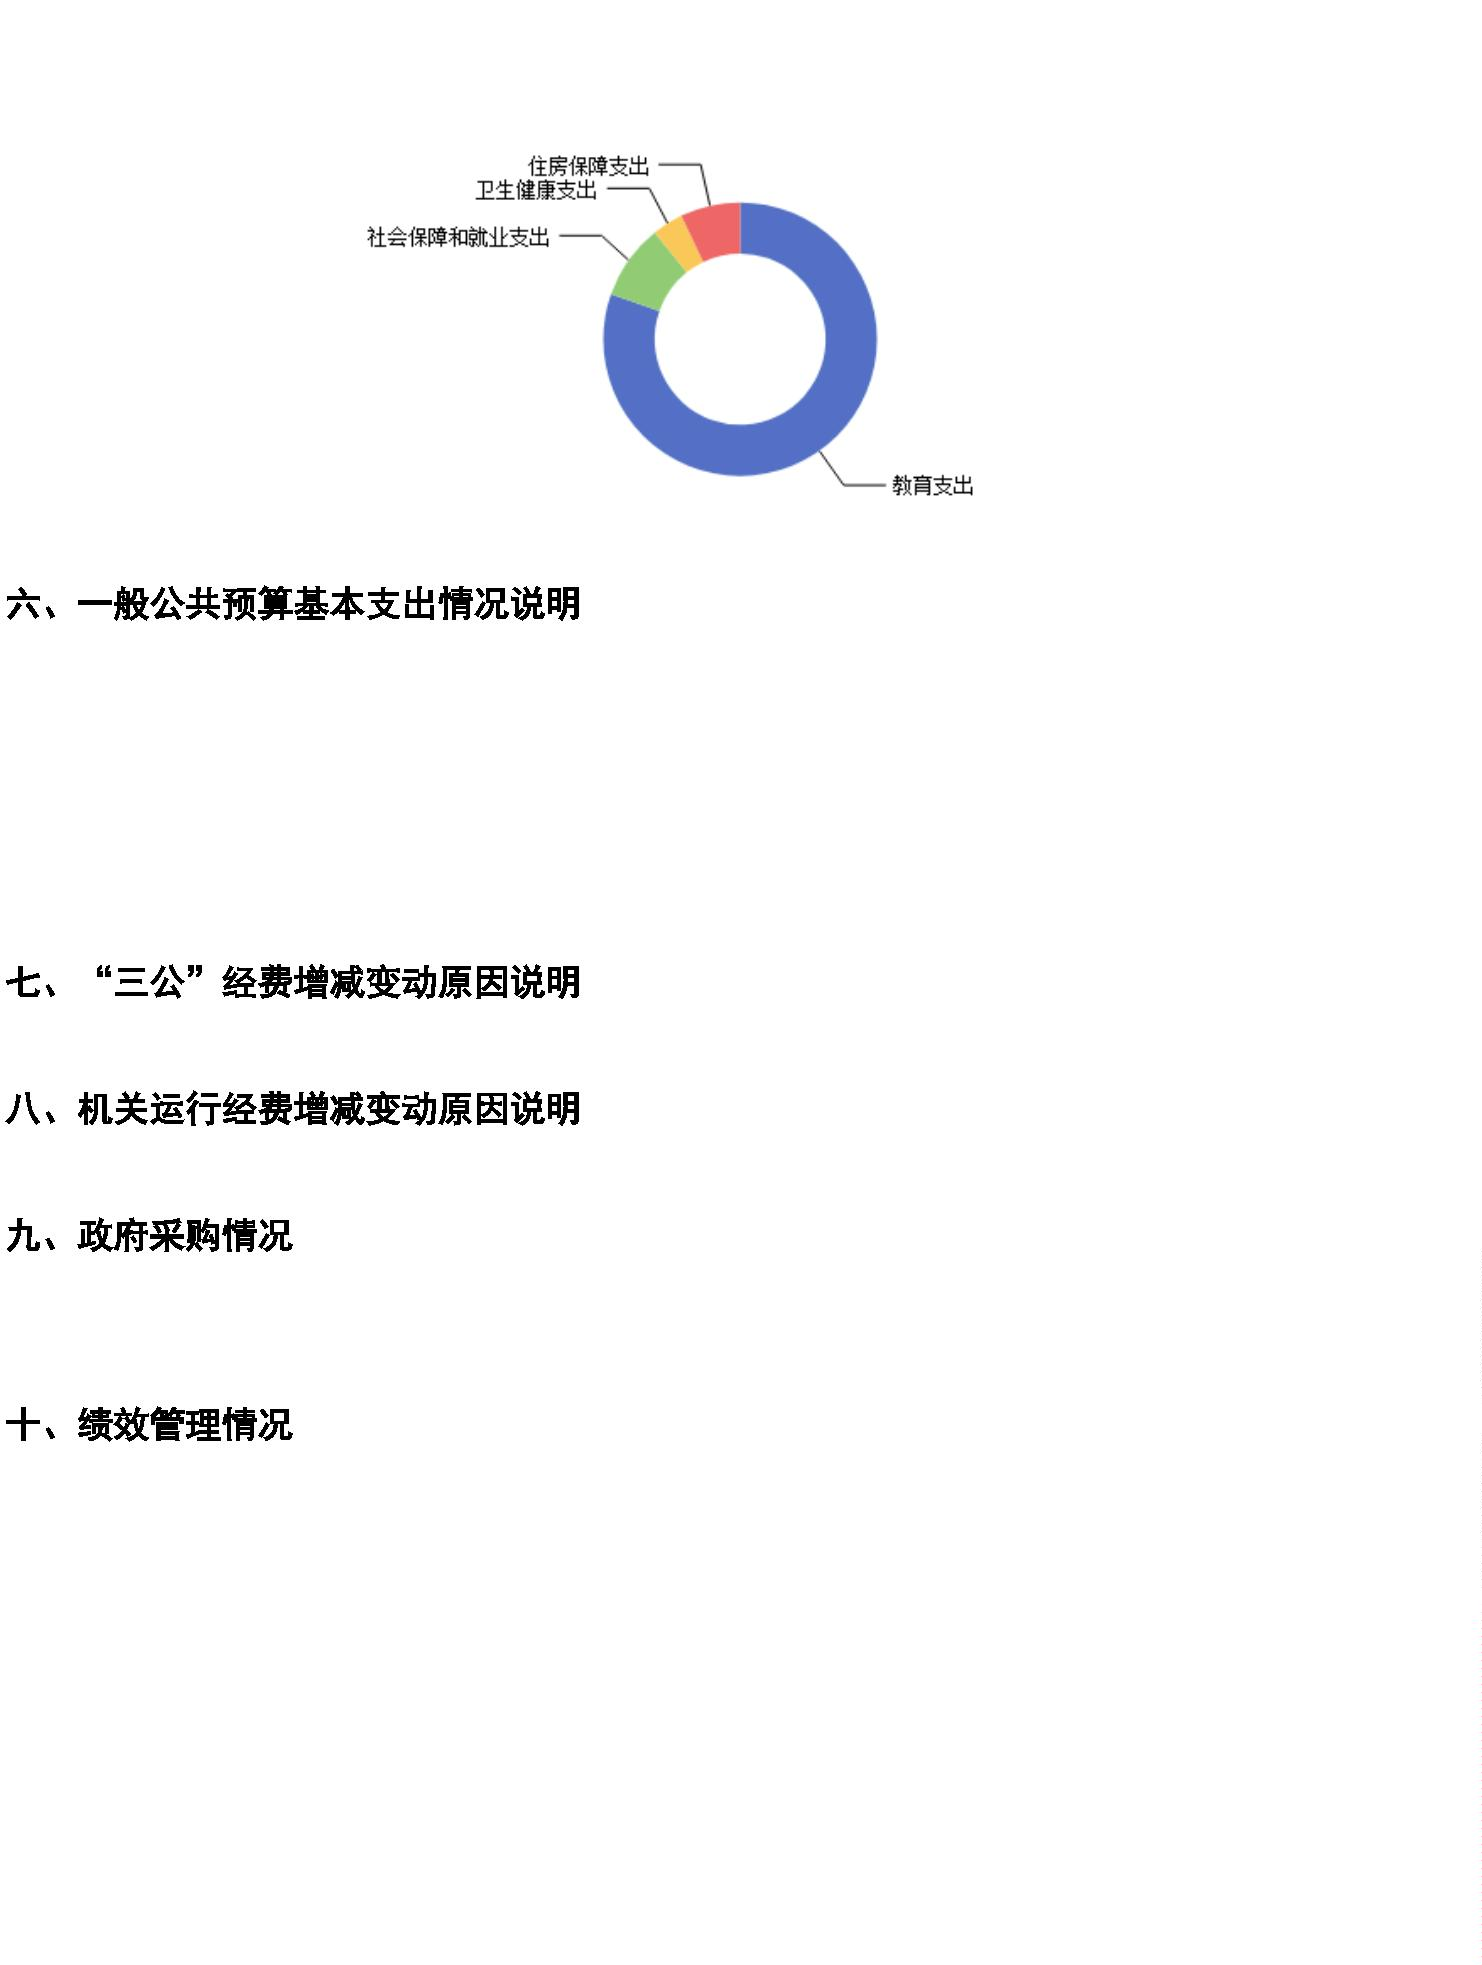 住房保障支出
卫生健康支出
社会保障和就业支出
教育支出
六、一般公共预算基本支出情况说明
七、“三公”经费增减变动原因说明
八、机关运行经费增减变动原因说明
九、政府采购情况
十、绩效管理情况